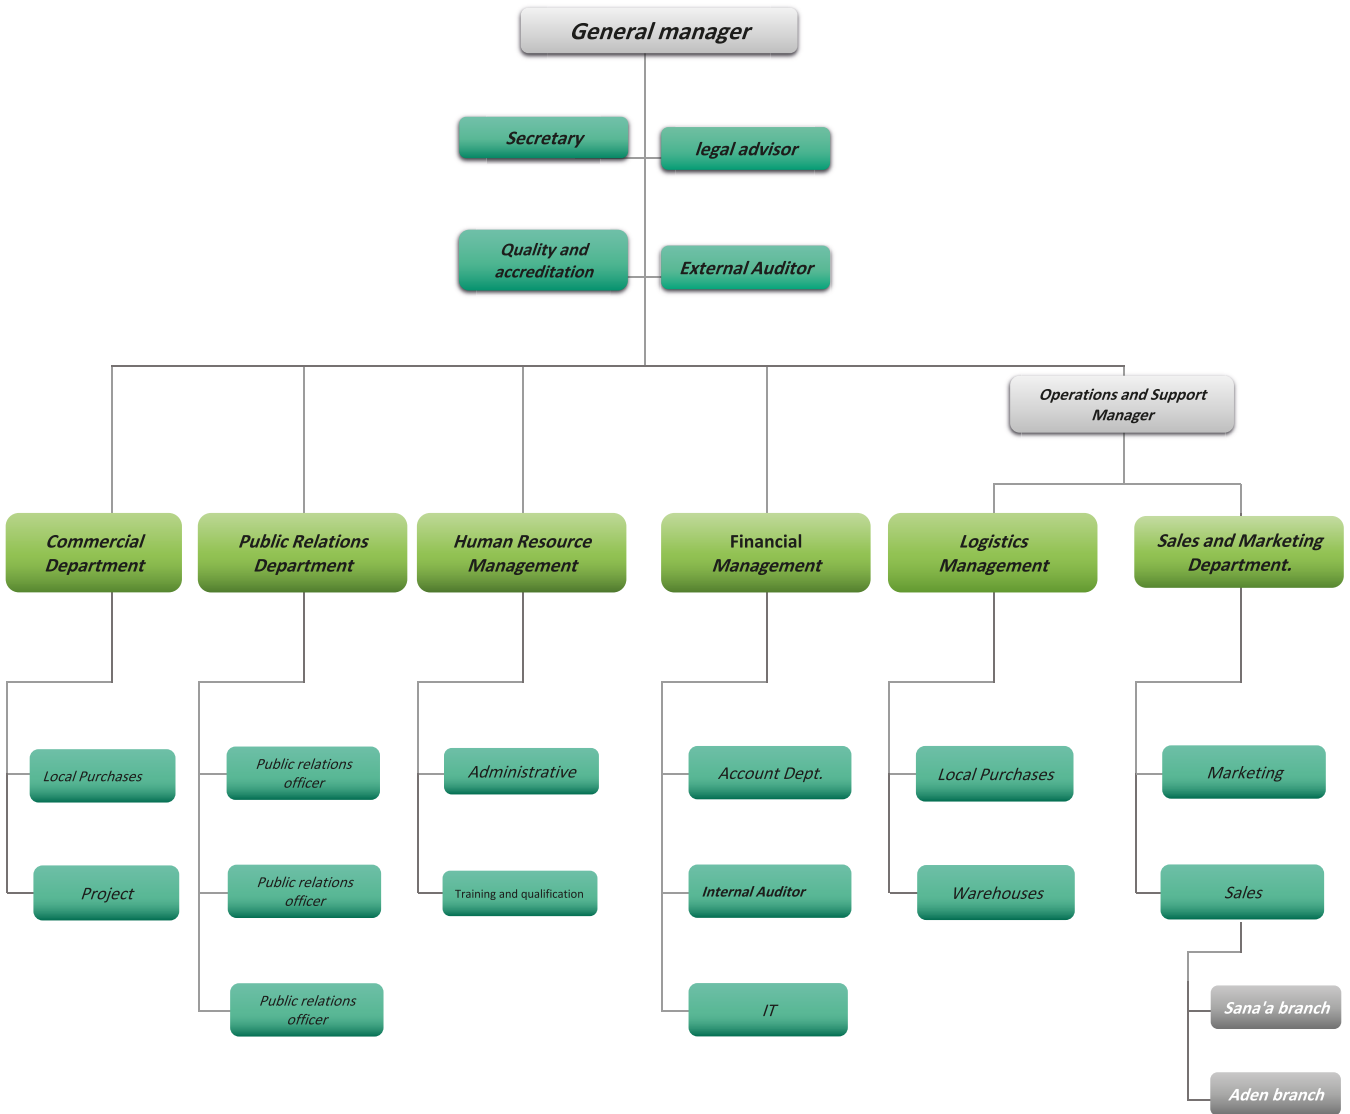 General manager
Secretary
legal advisor
Quality and
accreditation
External Auditor
Operations and Support
Manager
Commercial
Department
Public Relations
Department
Human Resource
Management
Financial
Management
Logistics
Management
Sales and Marketing
Department.
Local Purchases
Public relations
officer
Administrative
Account Dept.
Local Purchases
Marketing
Project
Public relations
officer
Training and qualification
Internal Auditor
Warehouses
Sales
Public relations
officer
IT
Sana'a branch
Aden branch